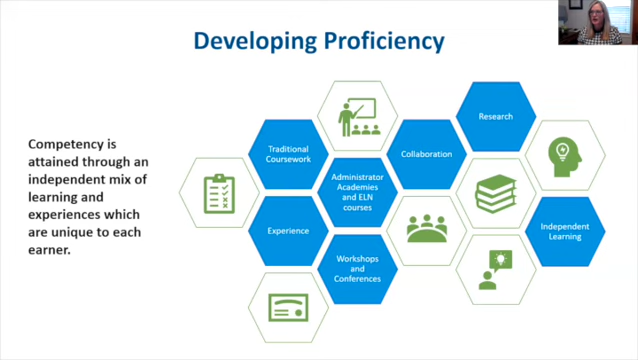 Developing Proficiency
Competency is
attained through an
independent mix of
learning and
experiences which
are unique to each
earner.
Traditional
Coursework
Experience
Administrator
Academies
and ELN
courses
Workshops
and
Conferences
Collaboration
Research
Independent
Learning